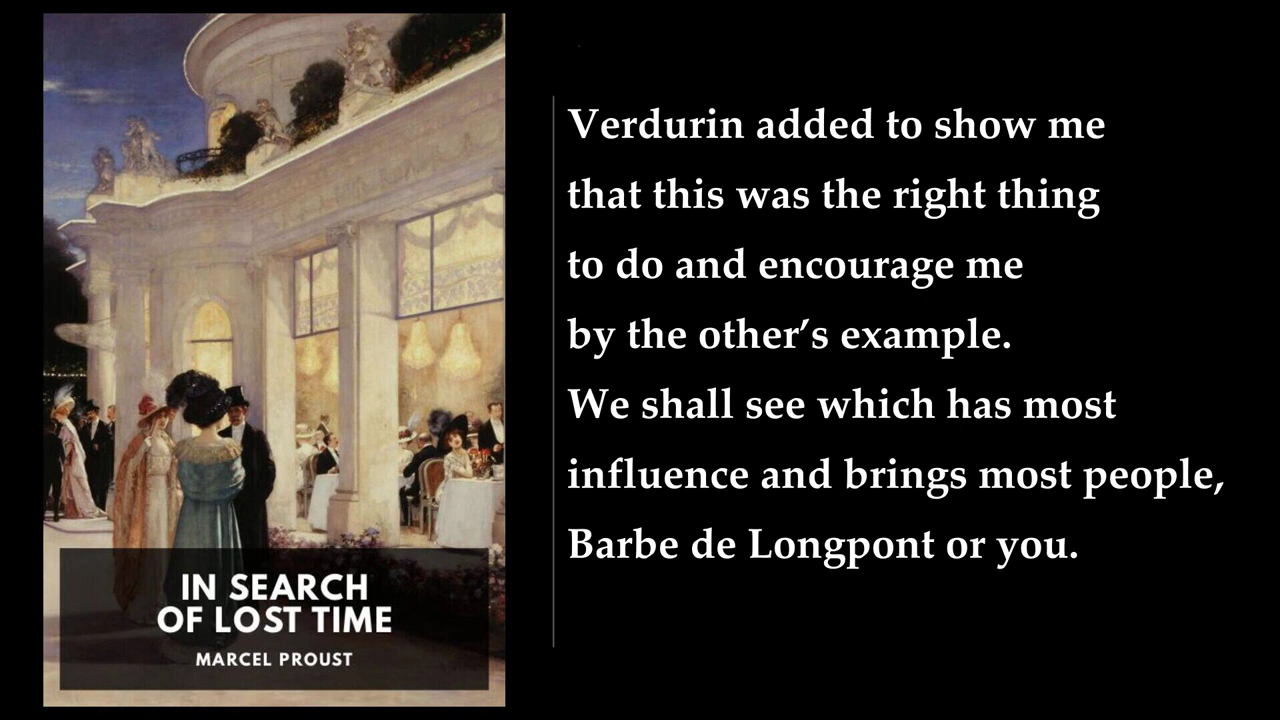 IN SEARCH
OF LOST TIME
MARCEL PROUST
Verdurin added to show me
that this was the right thing
to do and encourage me
by the other’s example.
We shall see which has most
influence and brings most people,
Barbe de Longpont or you.